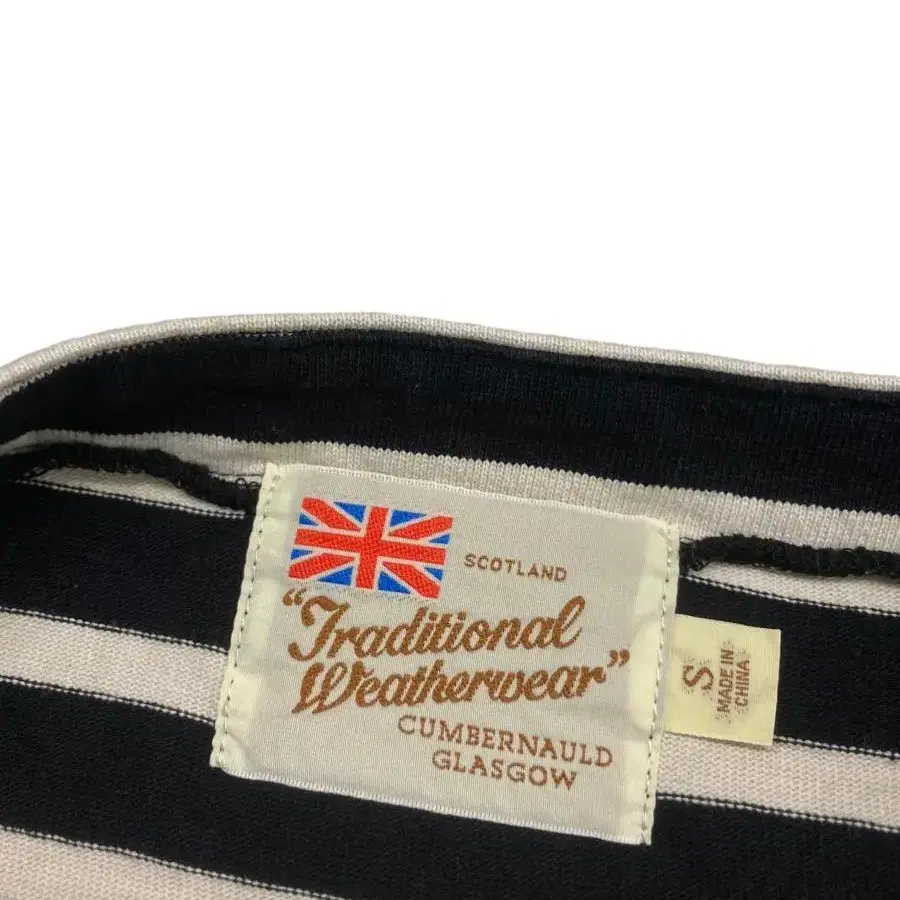 SCOTLAND
“Traditional
Weatherwear”
CUMBERNAULD
GLASGOW
S
MADE IN
CHINA